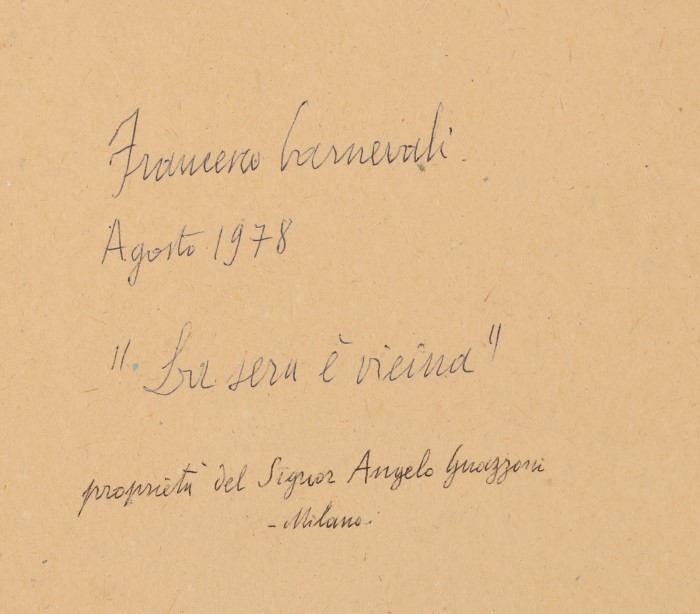 Francesco Carnevali.
Agosto 1978
"La sera è vicina"
proprietà del Signor Angelo Guazzoni
- Milano.